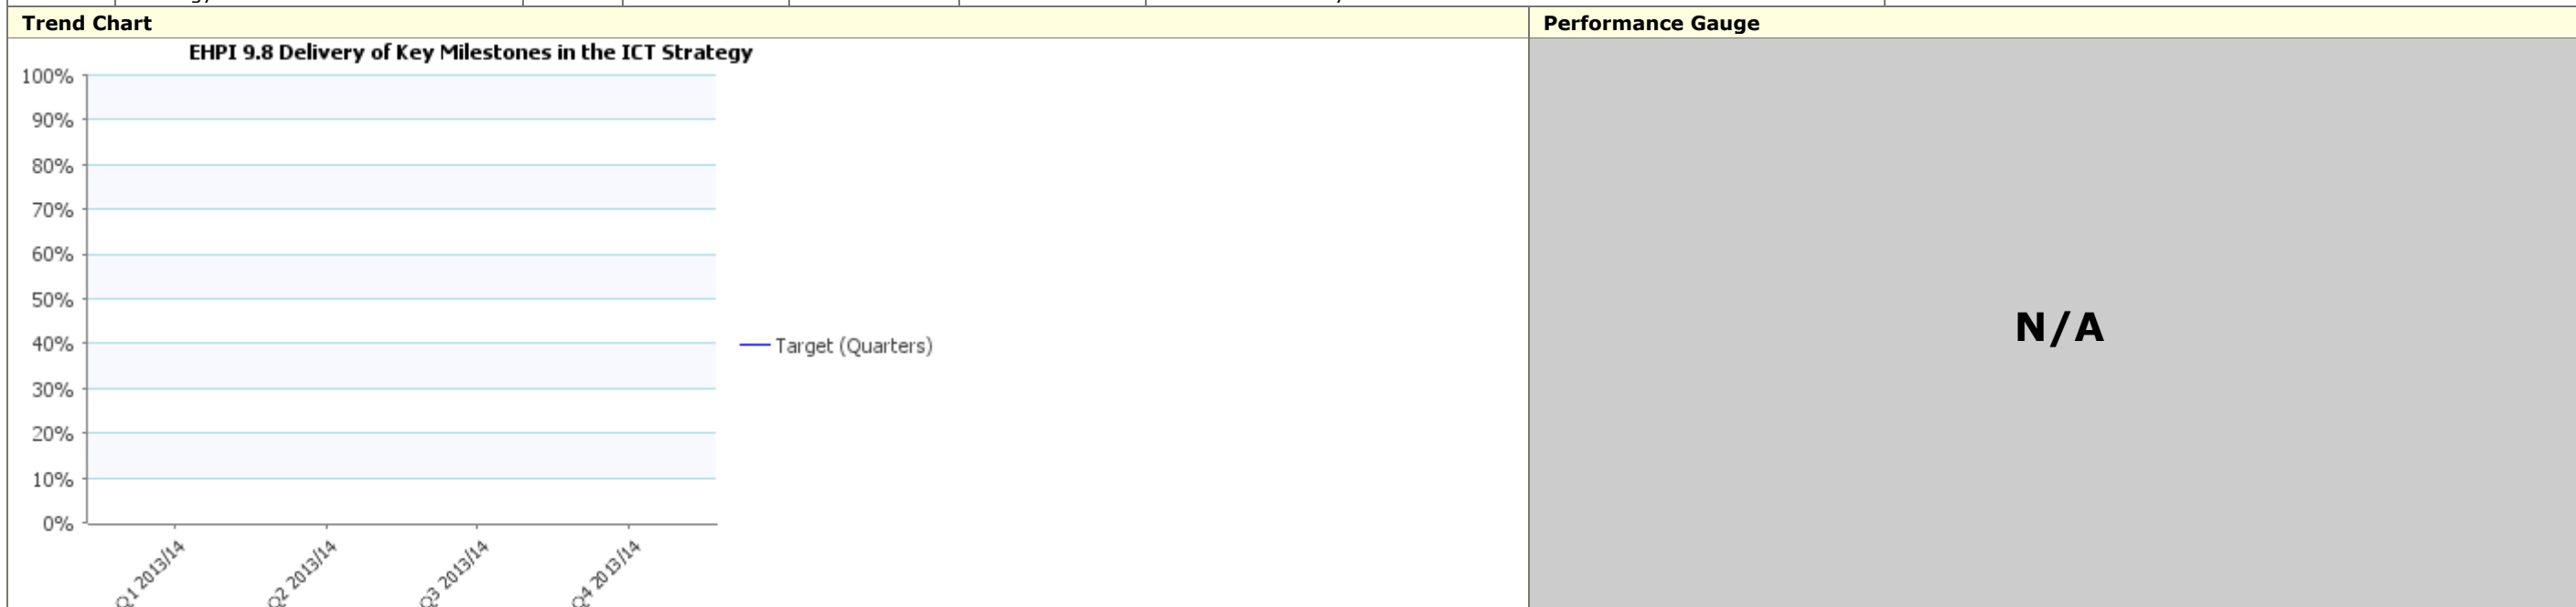 Trend Chart
Performance Gauge
EHPI 9.8 Delivery of Key Milestones in the ICT Strategy
100%
90%
80%
70%
60%
50%
40%
30%
20%
10%
0%
Target (Quarters)
Q1 2013/14
Q2 2013/14
Q3 2013/14
Q4 2013/14
N/A